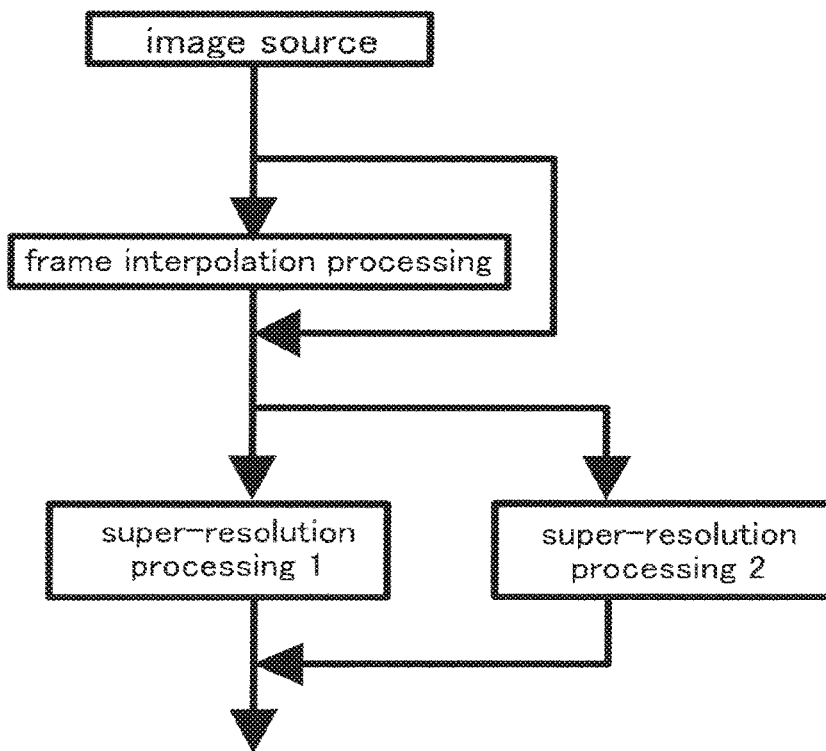 image source
frame interpolation processing
super-resolution
processing 1
super-resolution
processing 2